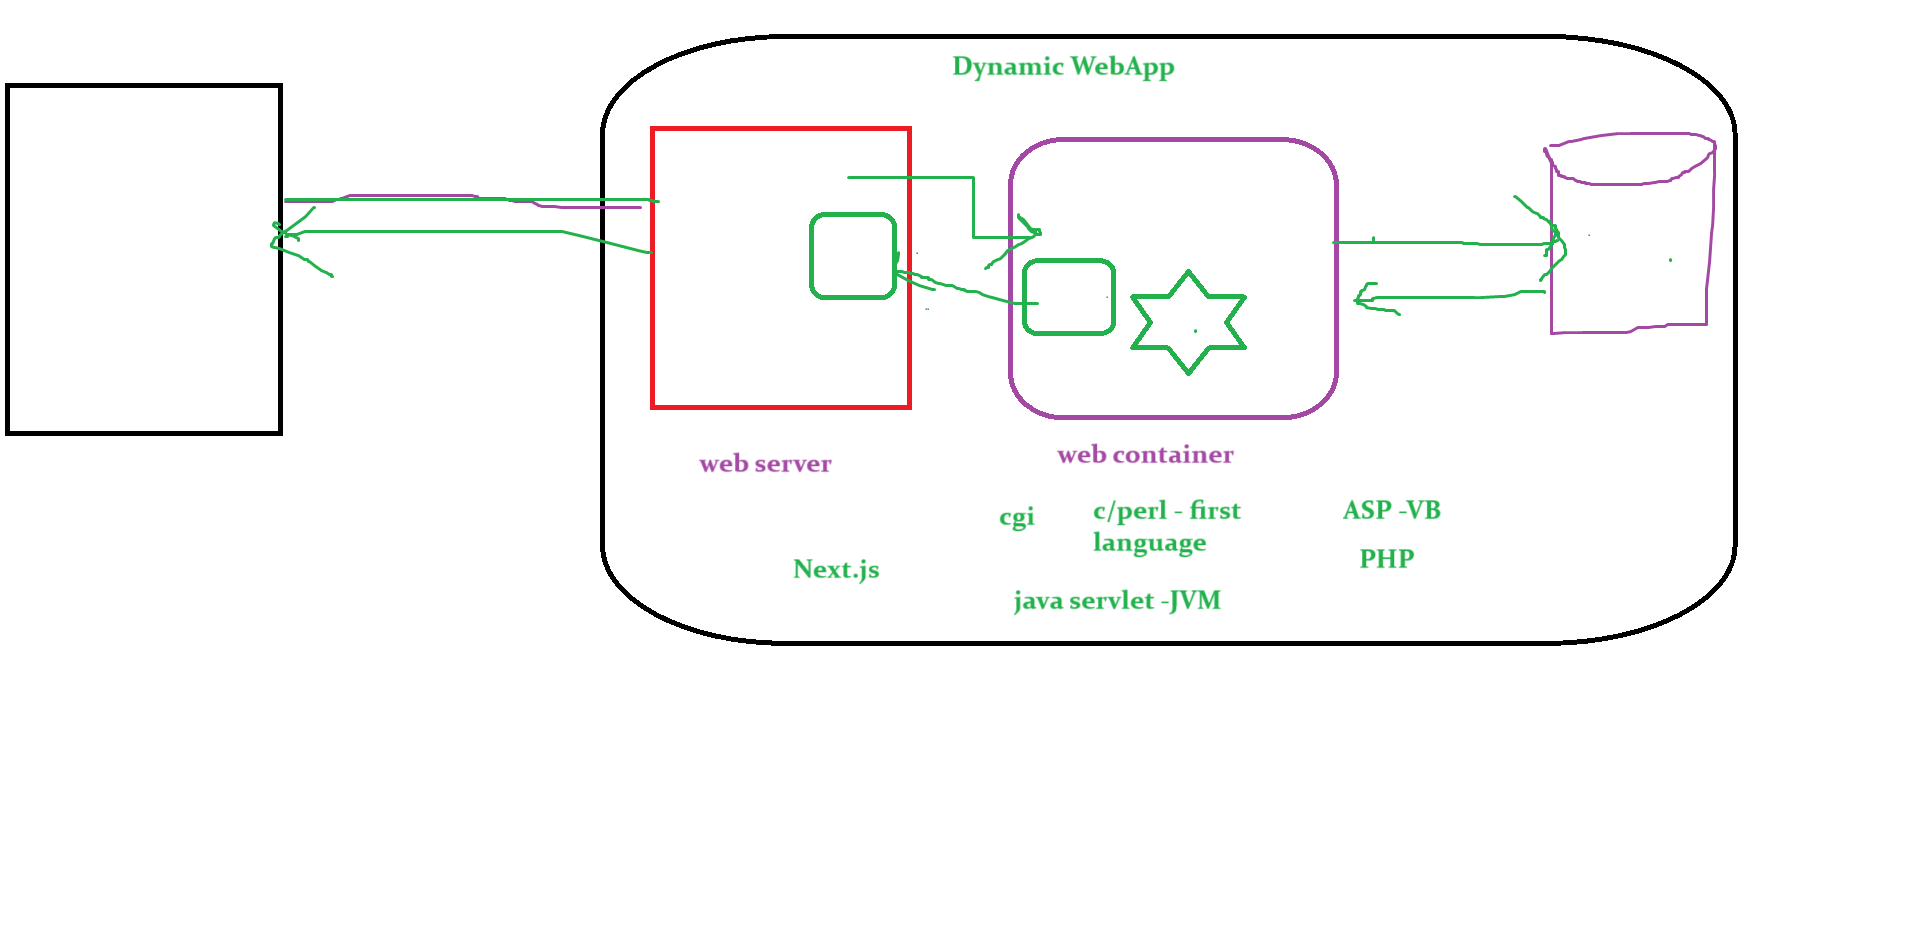 Dynamic WebApp
web server
web container
cgi
c/perl - first
language
ASP -VB
PHP
Next.js
java servlet -JVM